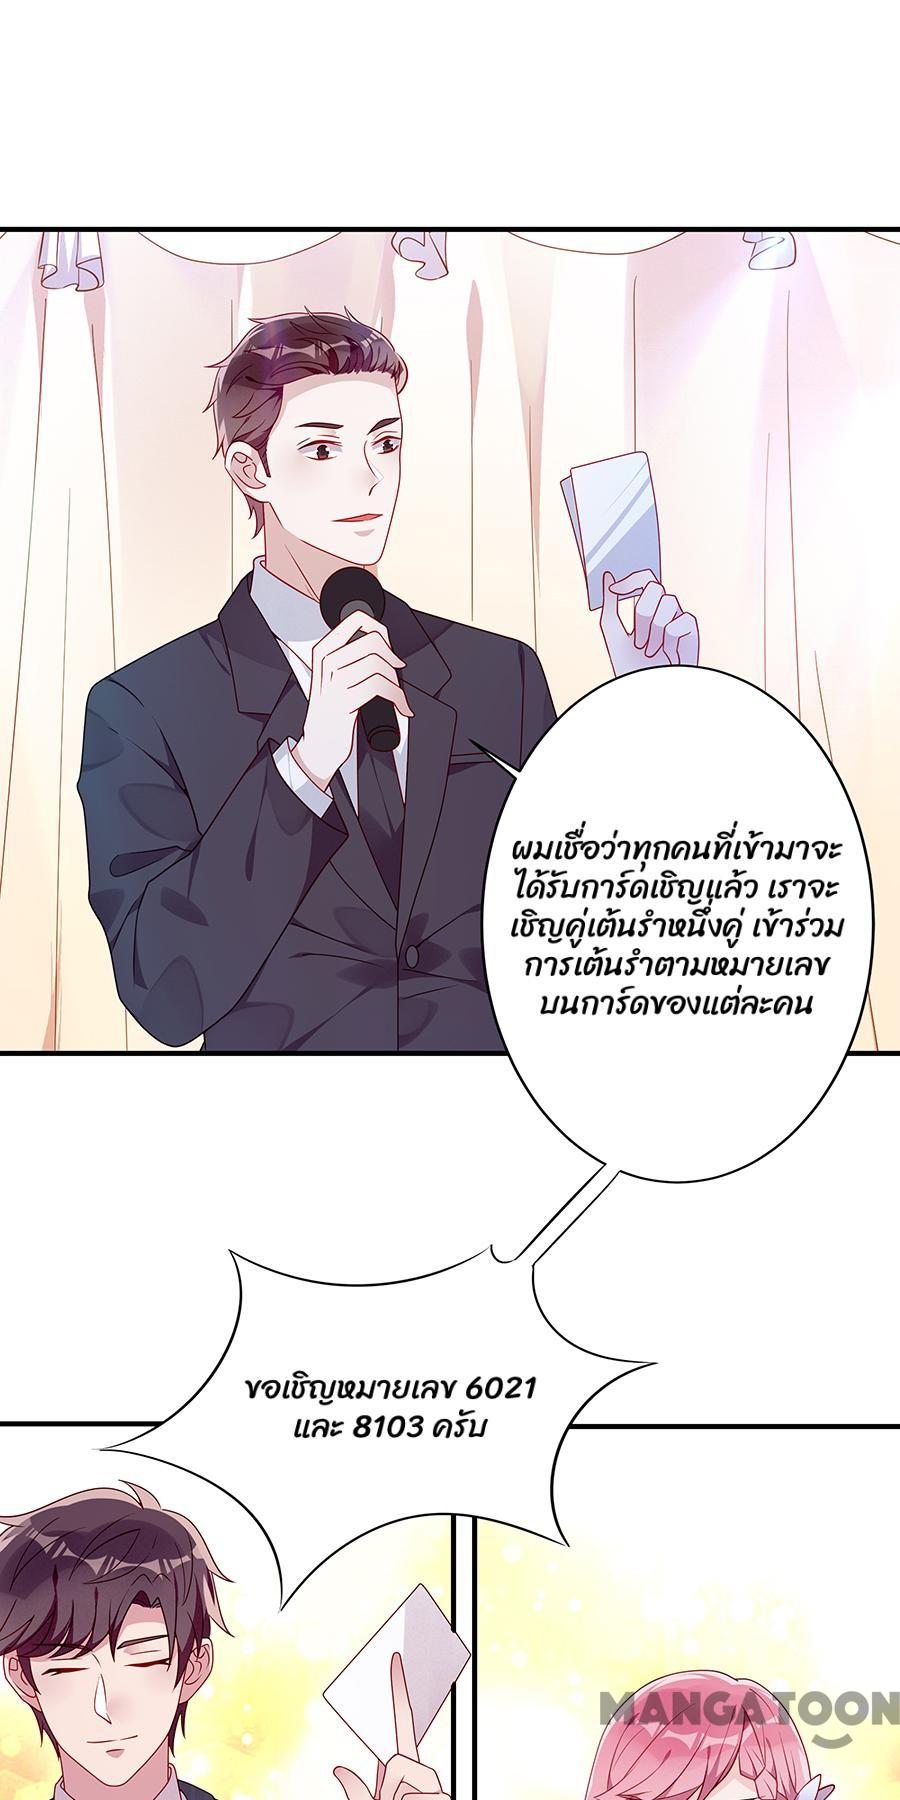 ผมเชื่อว่าทุกคนที่เข้ามาจะ
ได้รับการ์ดเชิญแล้ว เราจะ
เชิญคู่เต้นรำหนึ่งคู่ เข้าร่วม
การเต้นรำตามหมายเลข
บนการ์ดของแต่ละคน
ขอเชิญหมายเลข 6021
และ 8103 ครับ
MANGATOON